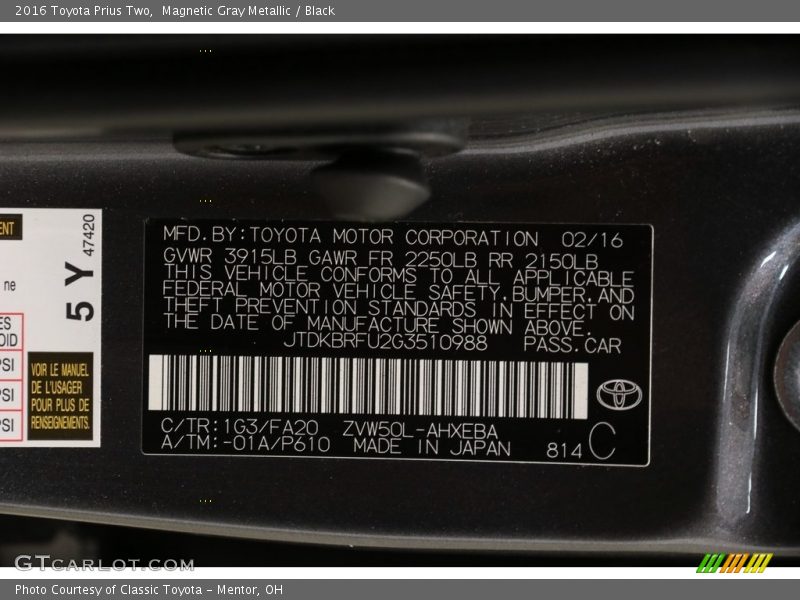 2016 Toyota Prius Two,  Magnetic Gray Metallic / Black
ENT
ne
ES
OID
PSI
PSI
PSI
5 Y
47420
VOIR LE MANUEL
DE L'USAGER
POUR PLUS DE
RENSEIGNEMENTS.
MFD.BY:TOYOTA MOTOR CORPORATION 02/16
GVWR 3915LB GAWR FR 2250LB RR 2150LB
THIS VEHICLE CONFORMS TO ALL APPLICABLE
FEDERAL MOTOR VEHICLE SAFETY,BUMPER,AND
THEFT PREVENTION STANDARDS IN EFFECT ON
THE DATE OF MANUFACTURE SHOWN ABOVE.
JTDKBRFU2G3510988 PASS.CAR
C/TR:1G3/FA20 ZVW50L-AHXEBA
A/TM:-01A/P610 MADE IN JAPAN 814 C
GTcarlot.com
Photo Courtesy of Classic Toyota - Mentor, OH